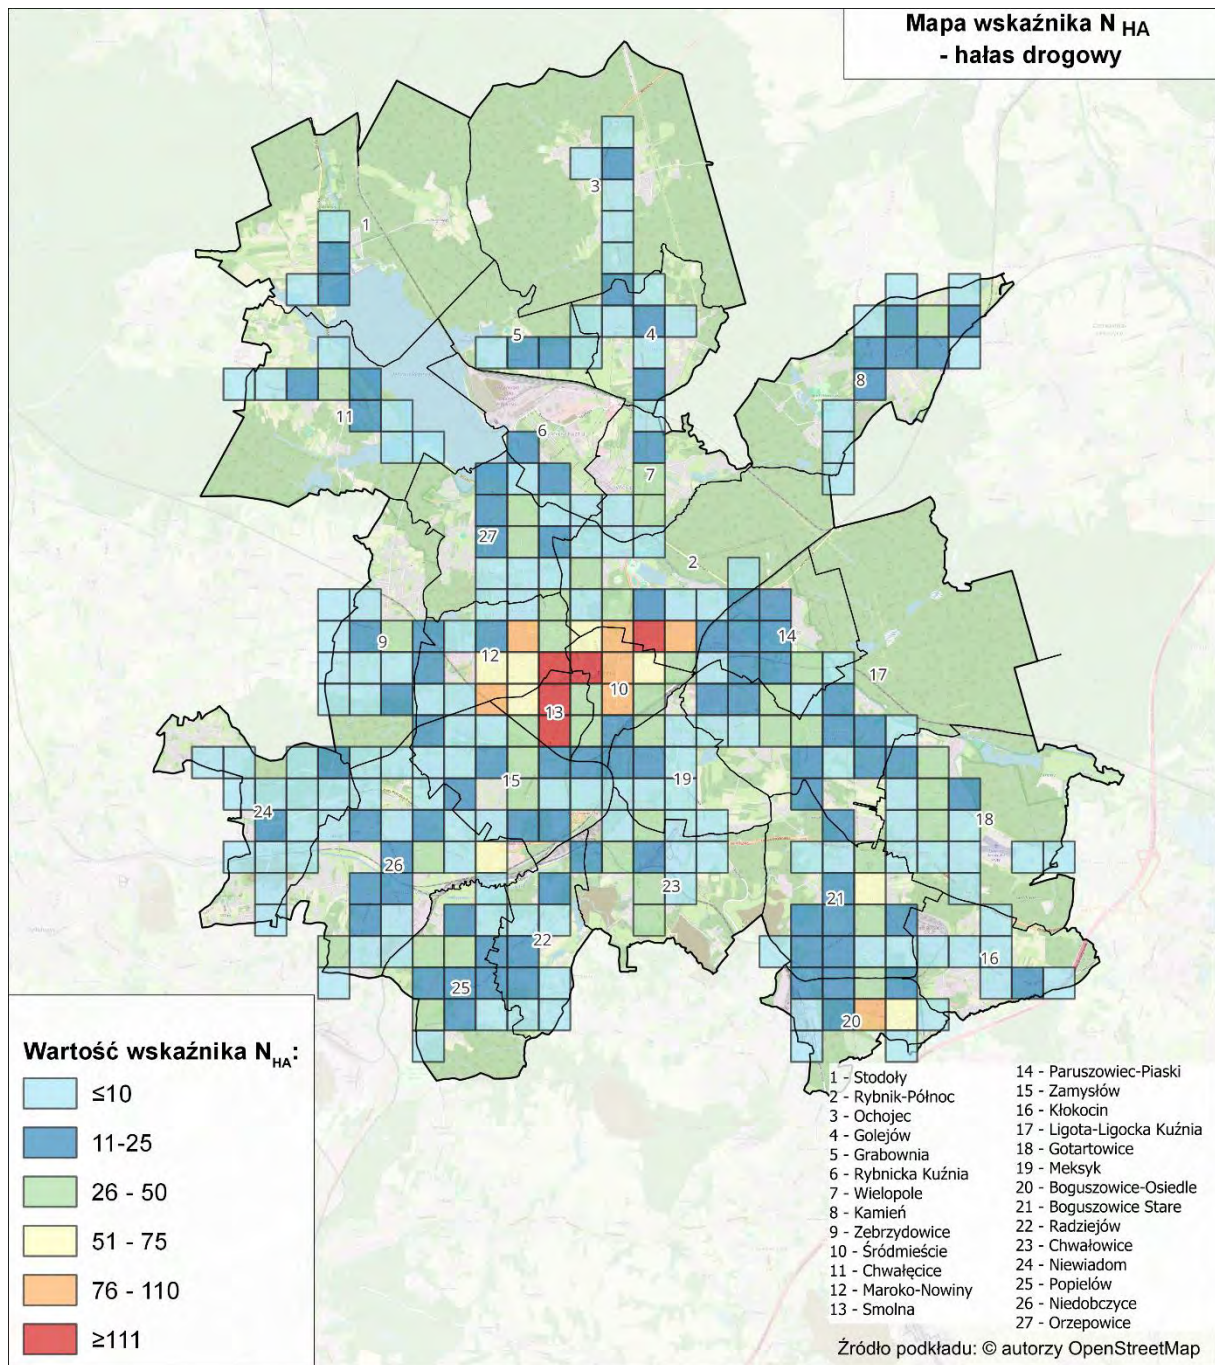 Mapa wskaźnika N HA
- hałas drogowy
3
1
5
4
8
11
6
7
27
2
9
12
14
10
17
13
15
19
24
18
26
21
23
22
16
25
20
Wartość wskaźnika NHA:
≤10
11-25
26 - 50
51 - 75
76 - 110
≥111
1 - Stodoły
2 - Rybnik-Północ
3 - Ochojec
4 - Golejów
5 - Grabownia
6 - Rybnicka Kuźnia
7 - Wielopole
8 - Kamień
9 - Zebrzydowice
10 - Śródmieście
11 - Chwałęcice
12 - Maroko-Nowiny
13 - Smolna
14 - Paruszowiec-Piaski
15 - Zamysłów
16 - Kłokocin
17 - Ligota-Ligocka Kuźnia
18 - Gotartowice
19 - Meksyk
20 - Boguszowice-Osiedle
21 - Boguszowice Stare
22 - Radziejów
23 - Chwałowice
24 - Niewiadom
25 - Popielów
26 - Niedobczyce
27 - Orzepowice
Źródło podkładu: © autorzy OpenStreetMap